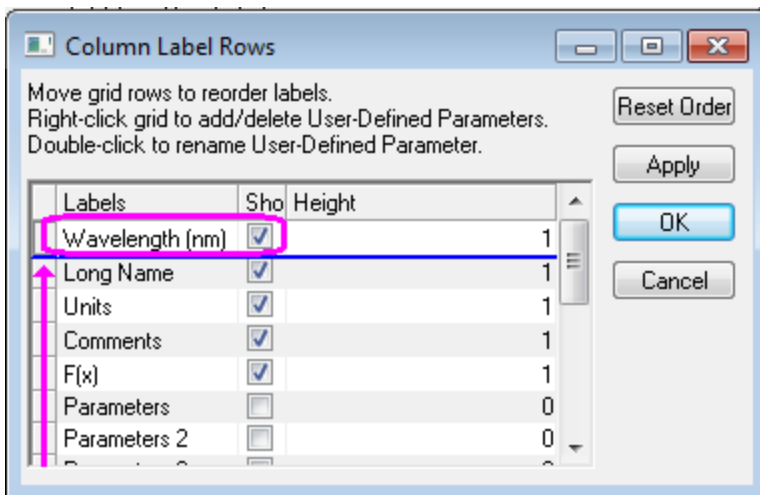 Column Label Rows
Move grid rows to reorder labels.
Right-click grid to add/delete User-Defined Parameters.
Double-click to rename User-Defined Parameter.
Reset Order
Apply
OK
Cancel
Labels Sho Height
Wavelength (nm) 1
Long Name 1
Units 1
Comments 1
F(x) 1
Parameters 0
Parameters 2 0